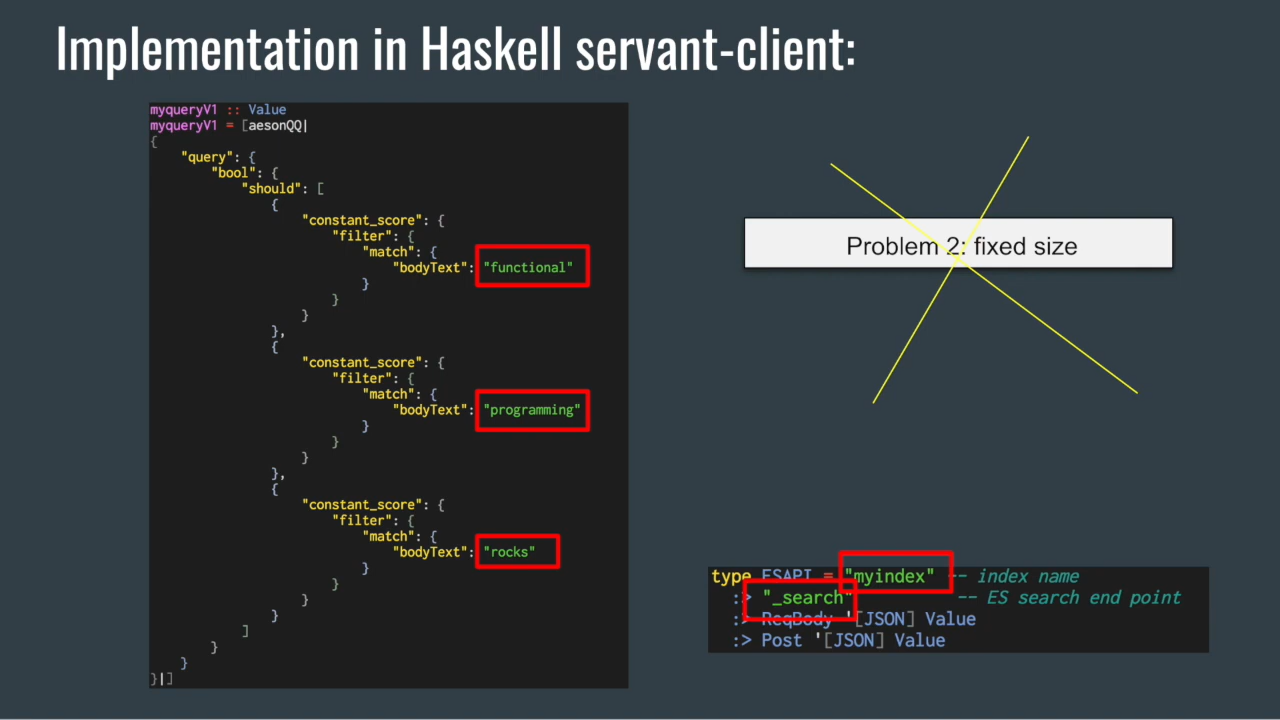 Implementation in Haskell servant-client:
myqueryV1 :: Value
myqueryV1 = [aesonQQ|
{
"query": {
"bool": {
"should": [
{
"constant_score": {
"filter": {
"match": {
"bodyText": "functional"
}
}
}
},
{
"constant_score": {
"filter": {
"match": {
"bodyText": "programming"
}
}
}
},
{
"constant_score": {
"filter": {
"match": {
"bodyText": "rocks"
}
}
}
}
]
}
}
}|]
Problem 2: fixed size
type ESAPI = "myindex" -- index name
:> "_search" -- ES search end point
:> ReqBody '[JSON] Value
:> Post '[JSON] Value